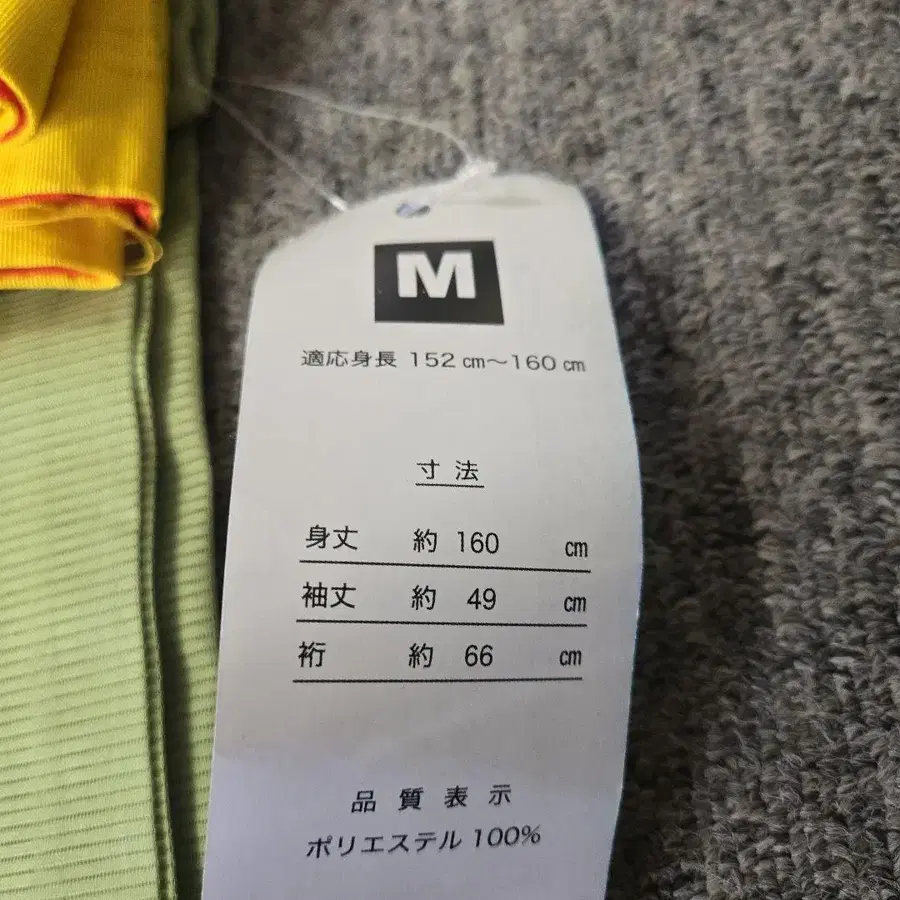 M
適応身長 152㎝～160㎝
寸法
身丈 約 160 ㎝
袖丈 約 49 ㎝
裄 約 66 ㎝
品質表示
ポリエステル 100%